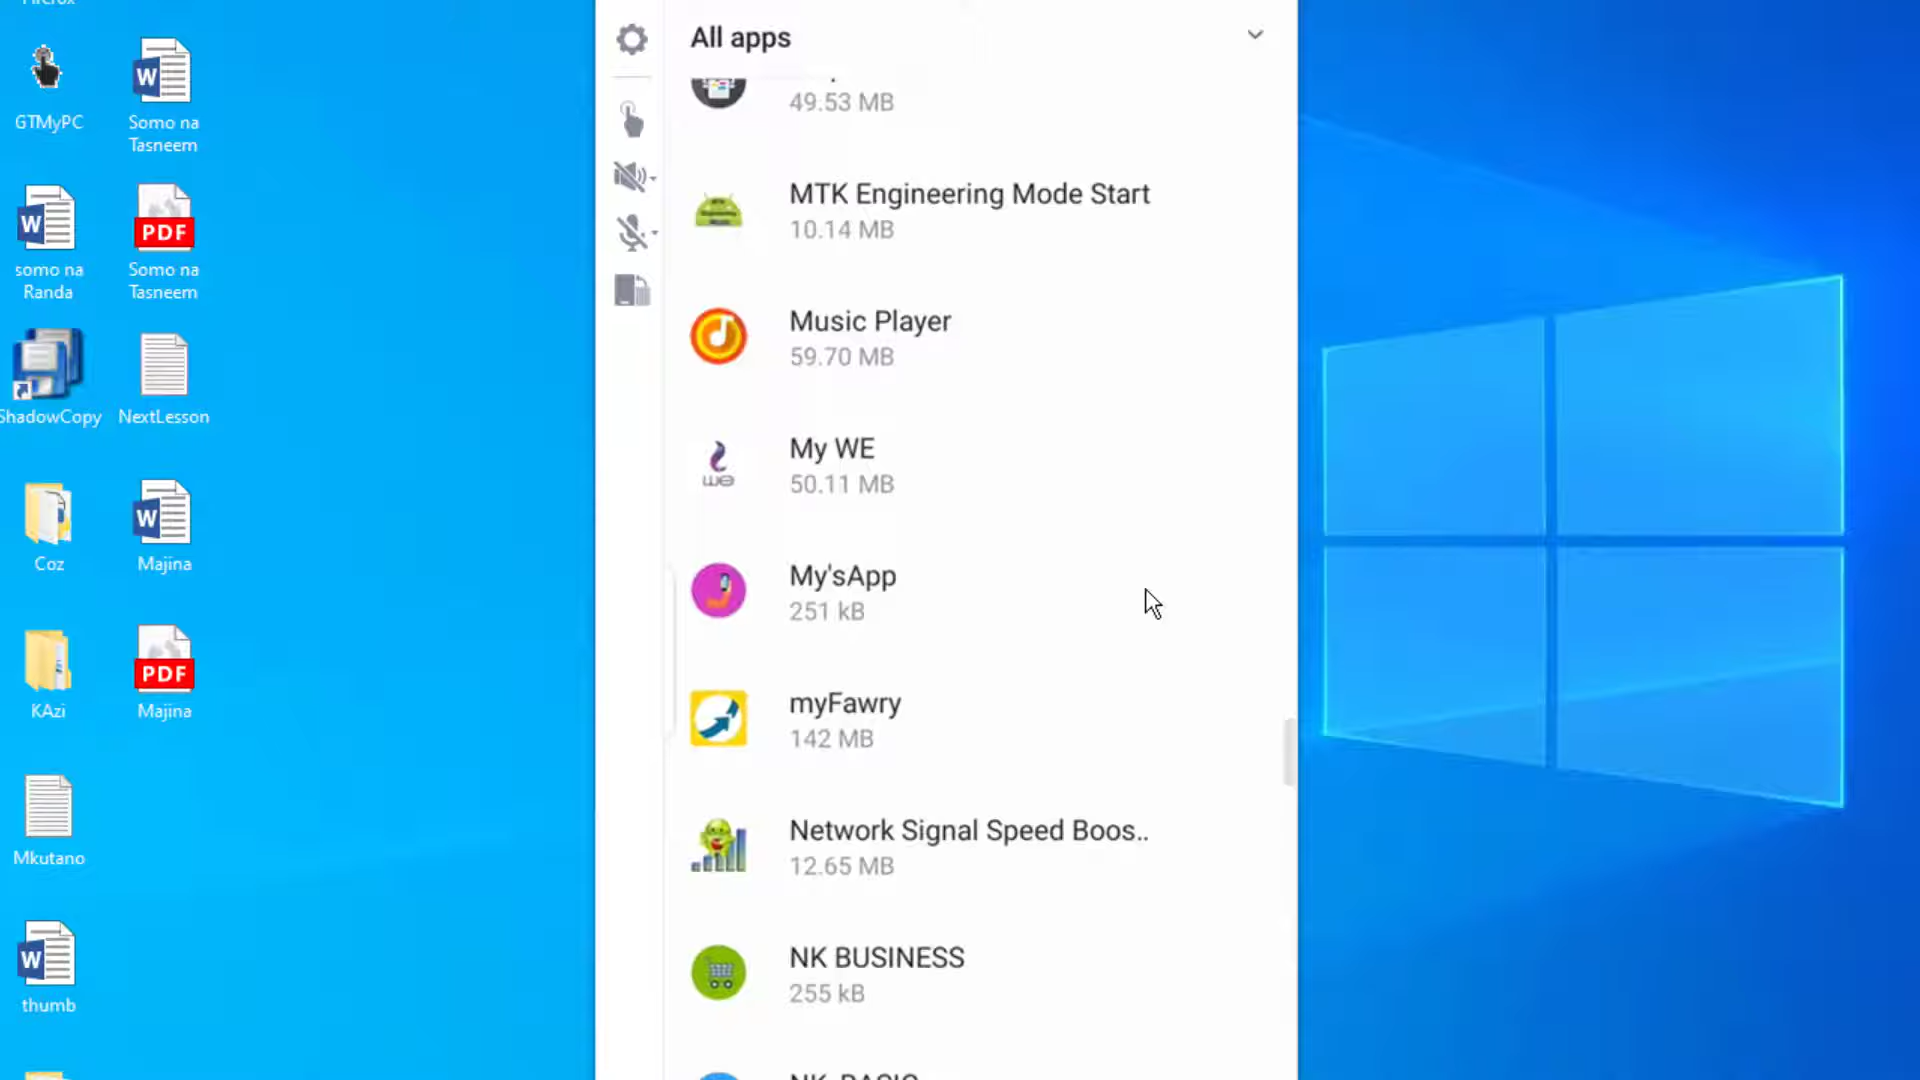 GTMyPC
Somo na
Tasneem
W
W
somo na
Randa
PDF
Somo na
Tasneem
ShadowCopy
NextLesson
Coz
W
Majina
KAzi
PDF
Majina
Mkutano
W
thumb
All apps
49.53 MB
MTK Engineering Mode Start
10.14 MB
Music Player
59.70 MB
My WE
50.11 MB
we
My'sApp
251 kB
myFawry
142 MB
Network Signal Speed Boos..
12.65 MB
NK BUSINESS
255 kB